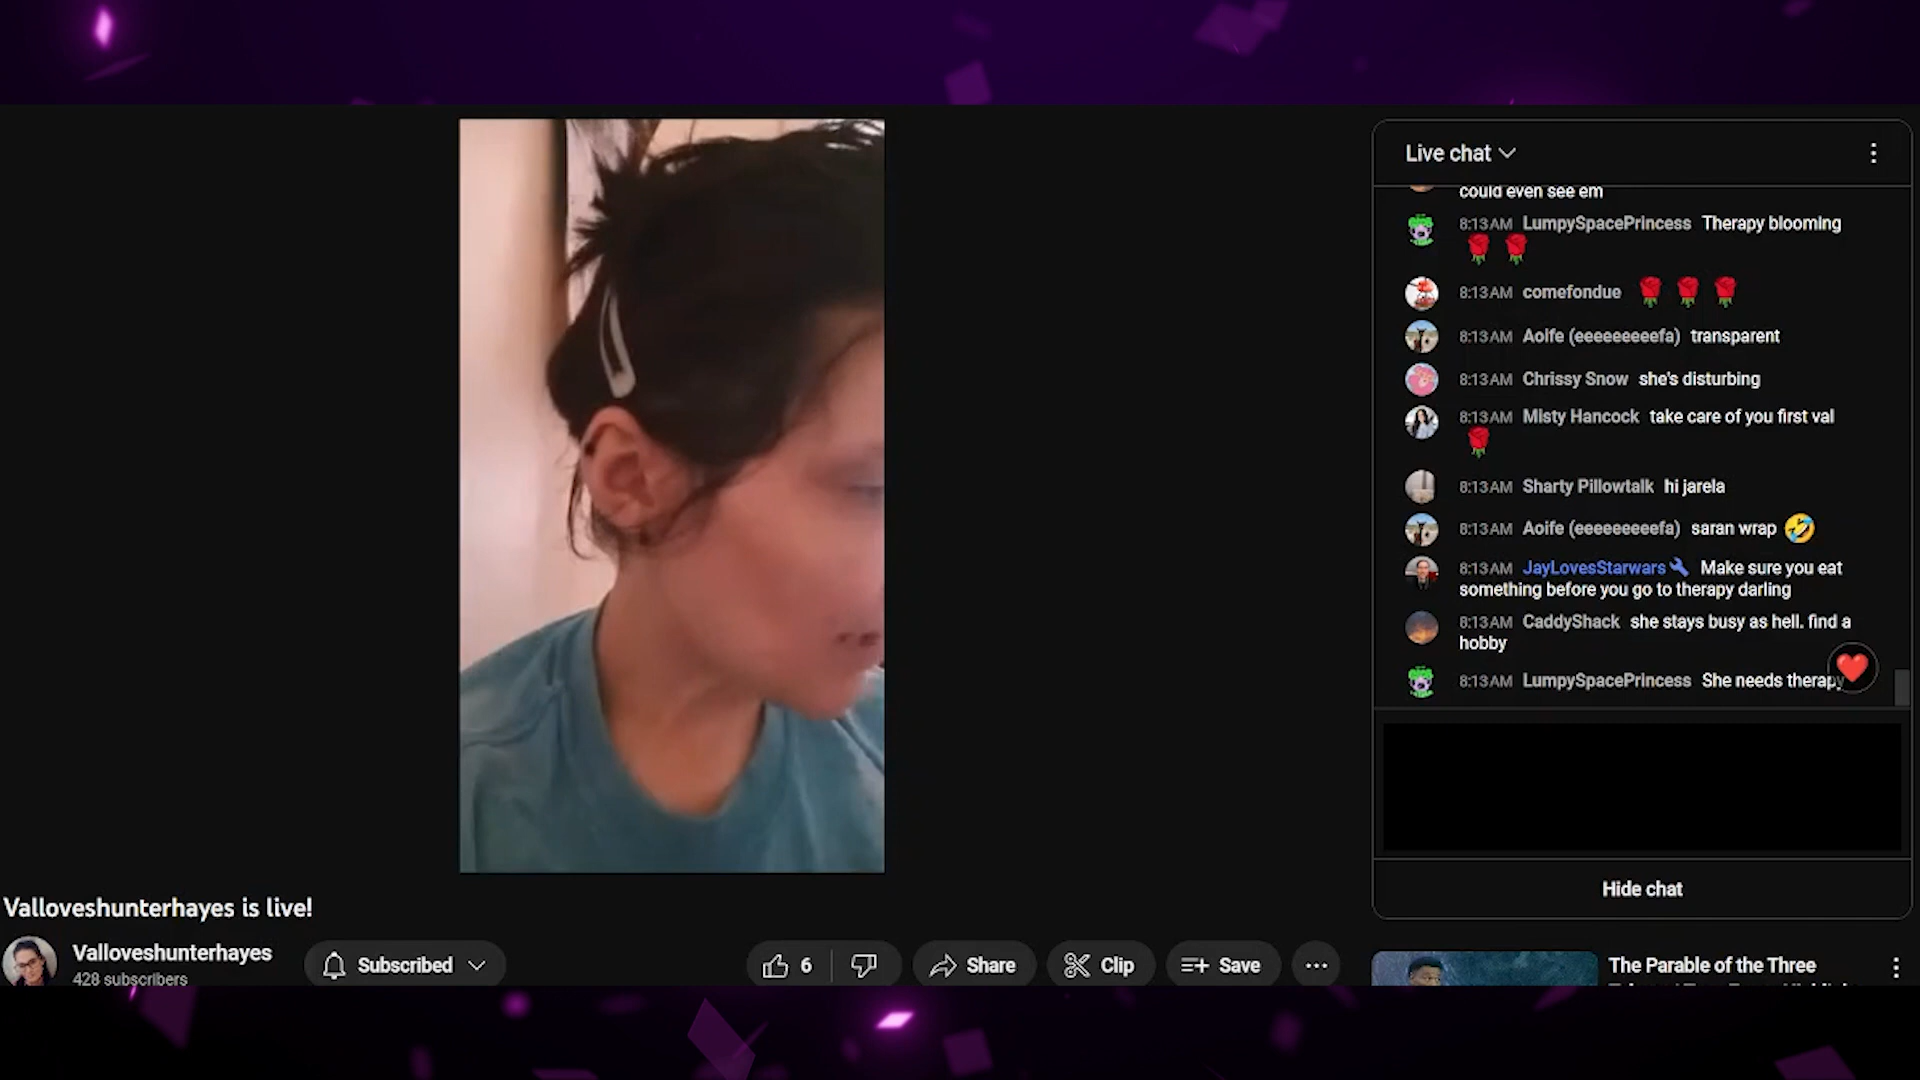 Live chat
could even see em
8:13 AM LumpySpacePrincess Therapy blooming
8:13 AM comefondue
8:13 AM Aoife (eeeeeeeeefa) transparent
8:13 AM Chrissy Snow she's disturbing
8:13 AM Misty Hancock take care of you first val
8:13 AM Sharty Pillowtalk hi jarela
8:13 AM Aoife (eeeeeeeeefa) saran wrap
8:13 AM JayLovesStarwars Make sure you eat
something before you go to therapy darling
8:13 AM CaddyShack she stays busy as hell. find a
hobby
8:13 AM LumpySpacePrincess She needs therapy
Hide chat
Valloveshunterhayes is live!
Valloveshunterhayes
428 subscribers
Subscribed
6
Share
Clip
Save
The Parable of the Three